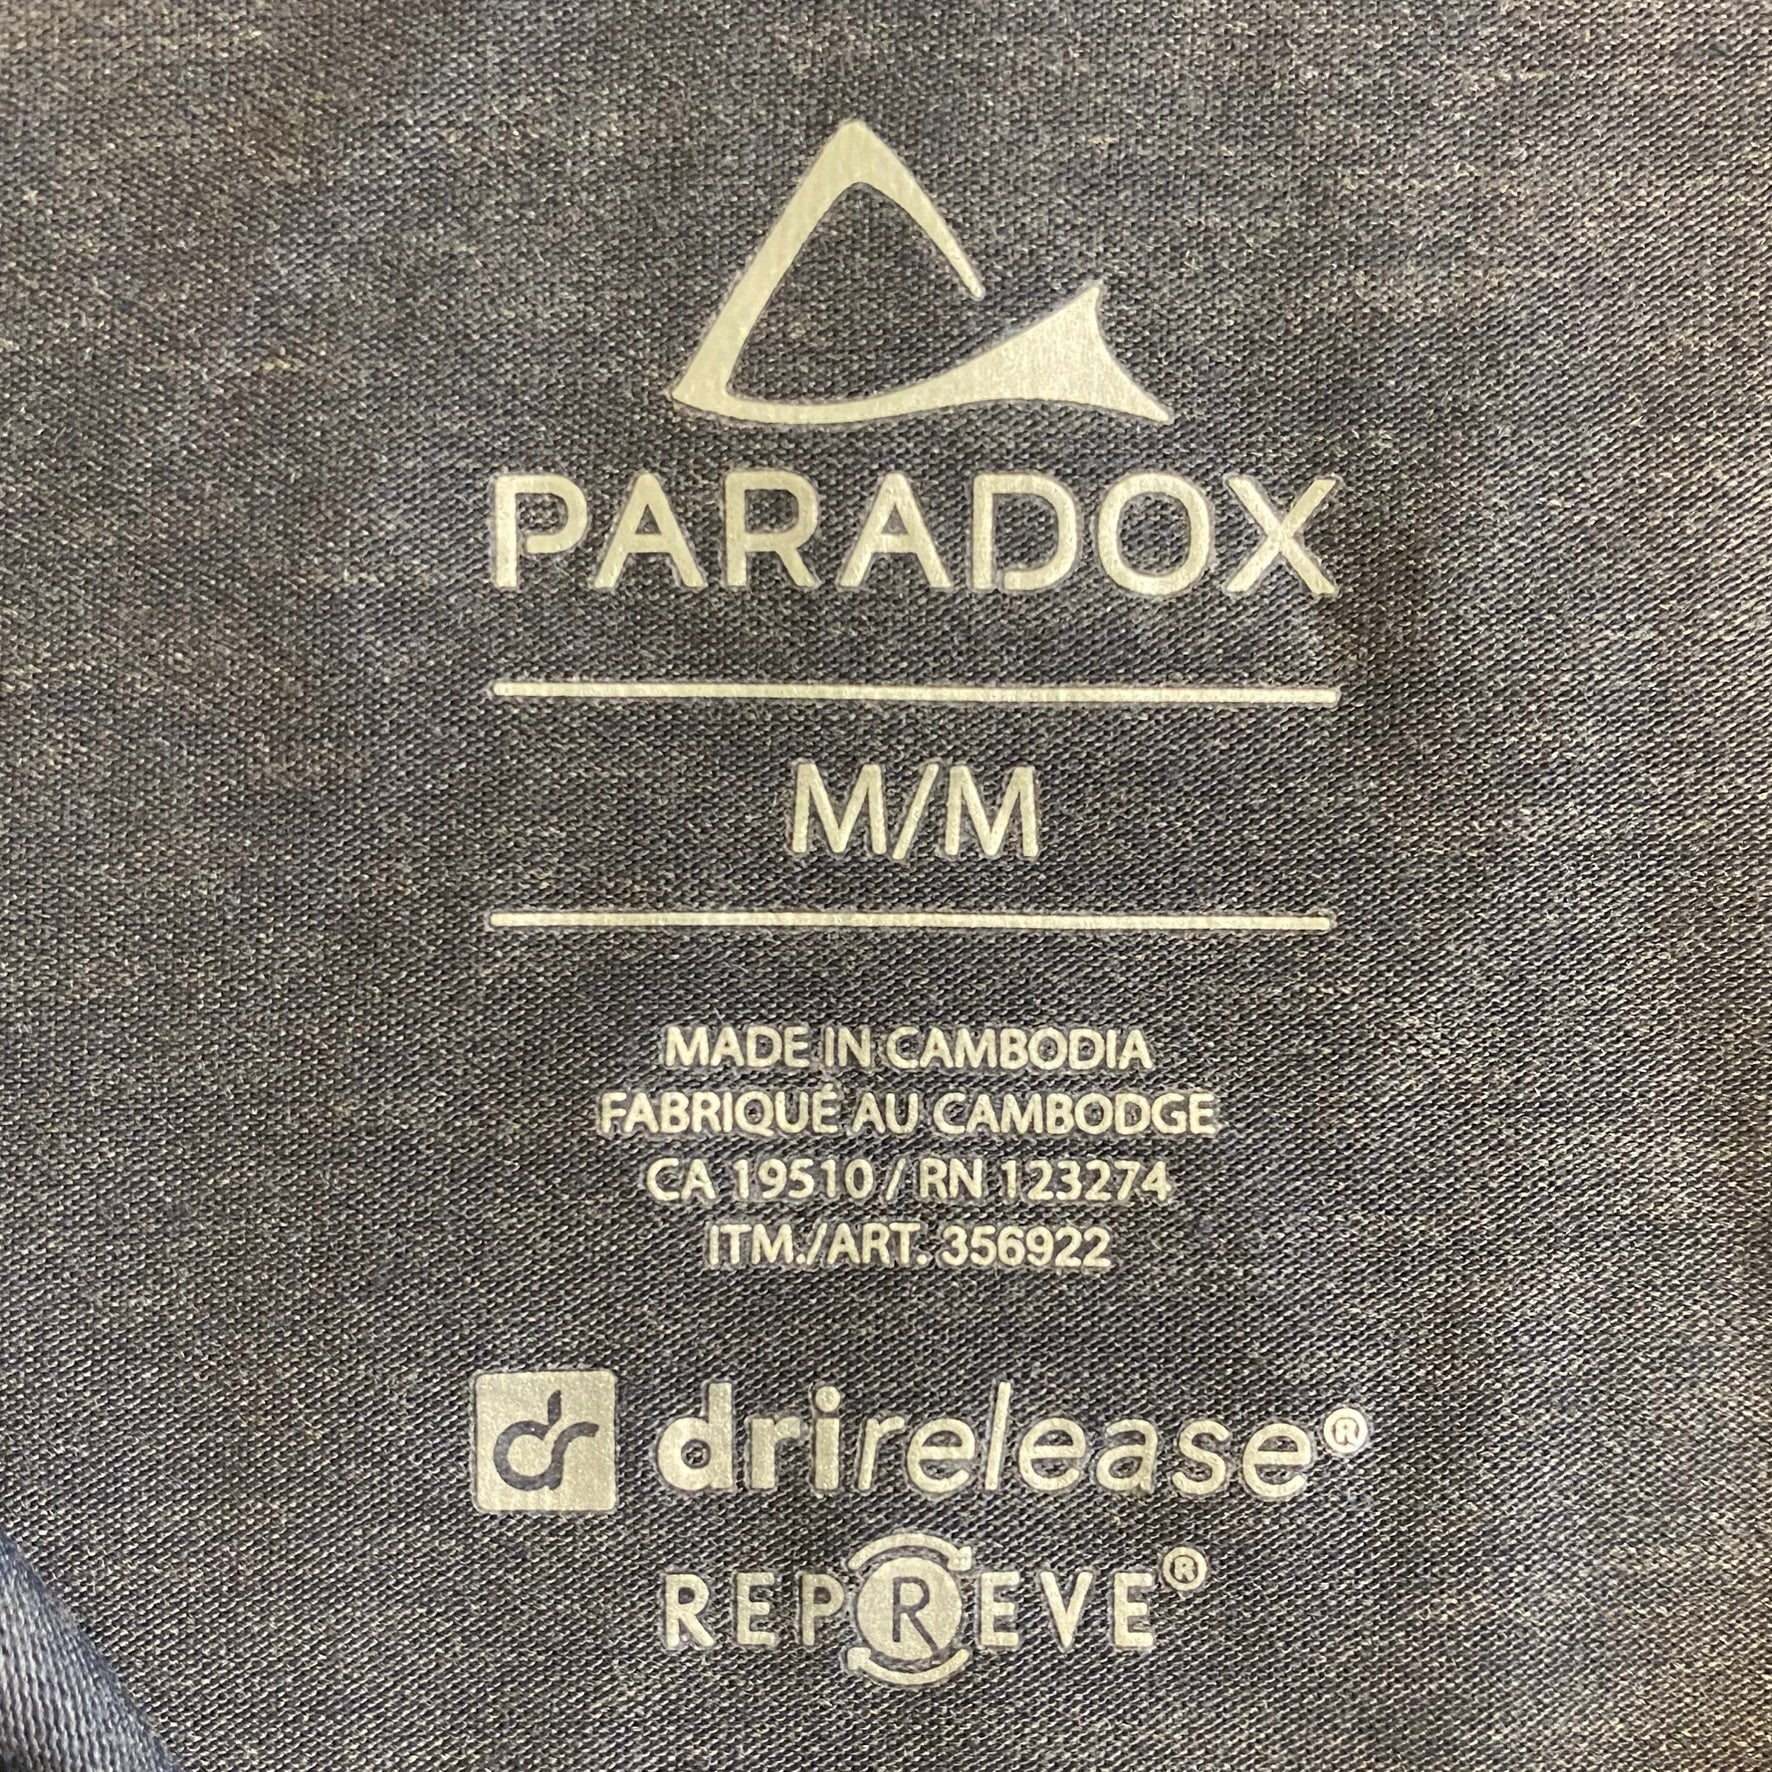 PARADOX
M/M
MADE IN CAMBODIA
FABRIQUÉ AU CAMBODGE
CA 19510 / RN 123274
ITM./ART. 356922
dr drirelease®
REPREVE®